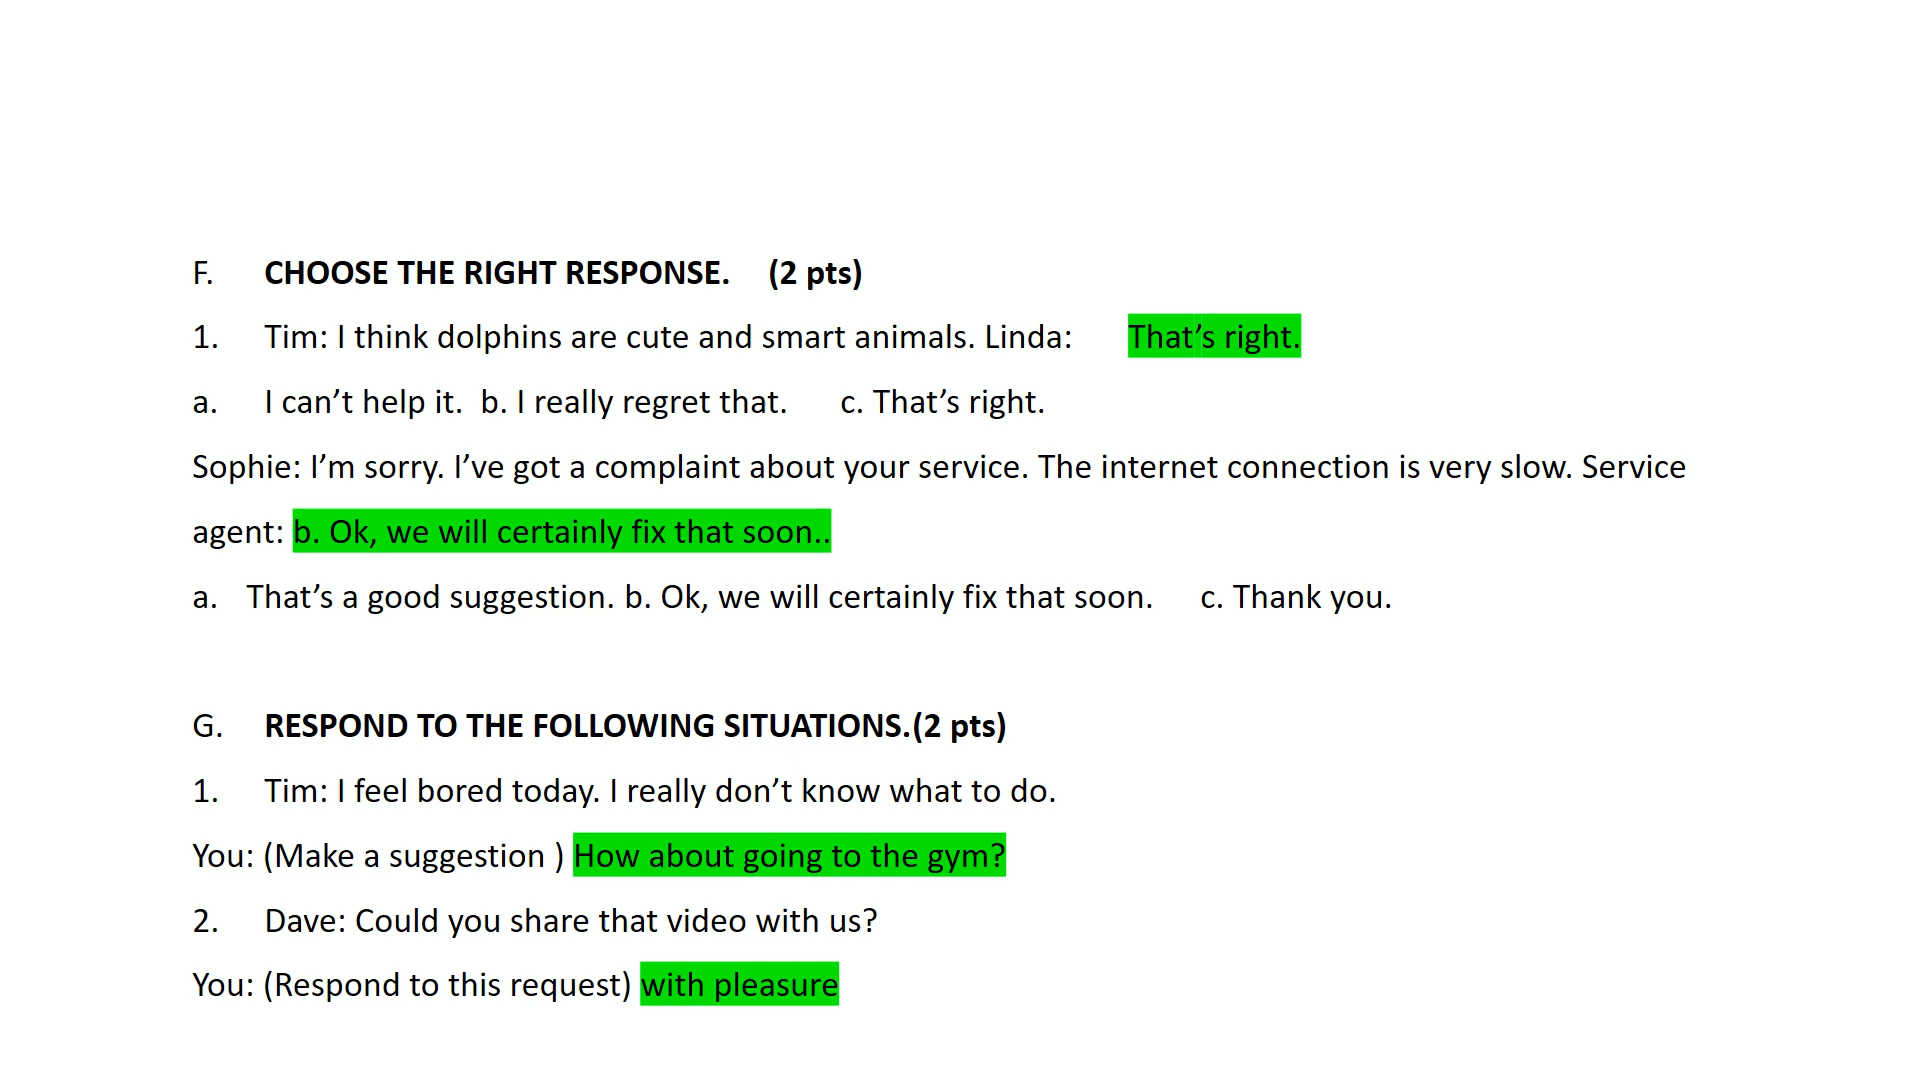 F. CHOOSE THE RIGHT RESPONSE. (2 pts)
1. Tim: I think dolphins are cute and smart animals. Linda: That’s right.
a. I can’t help it. b. I really regret that. c. That’s right.
Sophie: I’m sorry. I’ve got a complaint about your service. The internet connection is very slow. Service
agent: b. Ok, we will certainly fix that soon..
a. That’s a good suggestion. b. Ok, we will certainly fix that soon. c. Thank you.
G. RESPOND TO THE FOLLOWING SITUATIONS.(2 pts)
1. Tim: I feel bored today. I really don’t know what to do.
You: (Make a suggestion ) How about going to the gym?
2. Dave: Could you share that video with us?
You: (Respond to this request) with pleasure